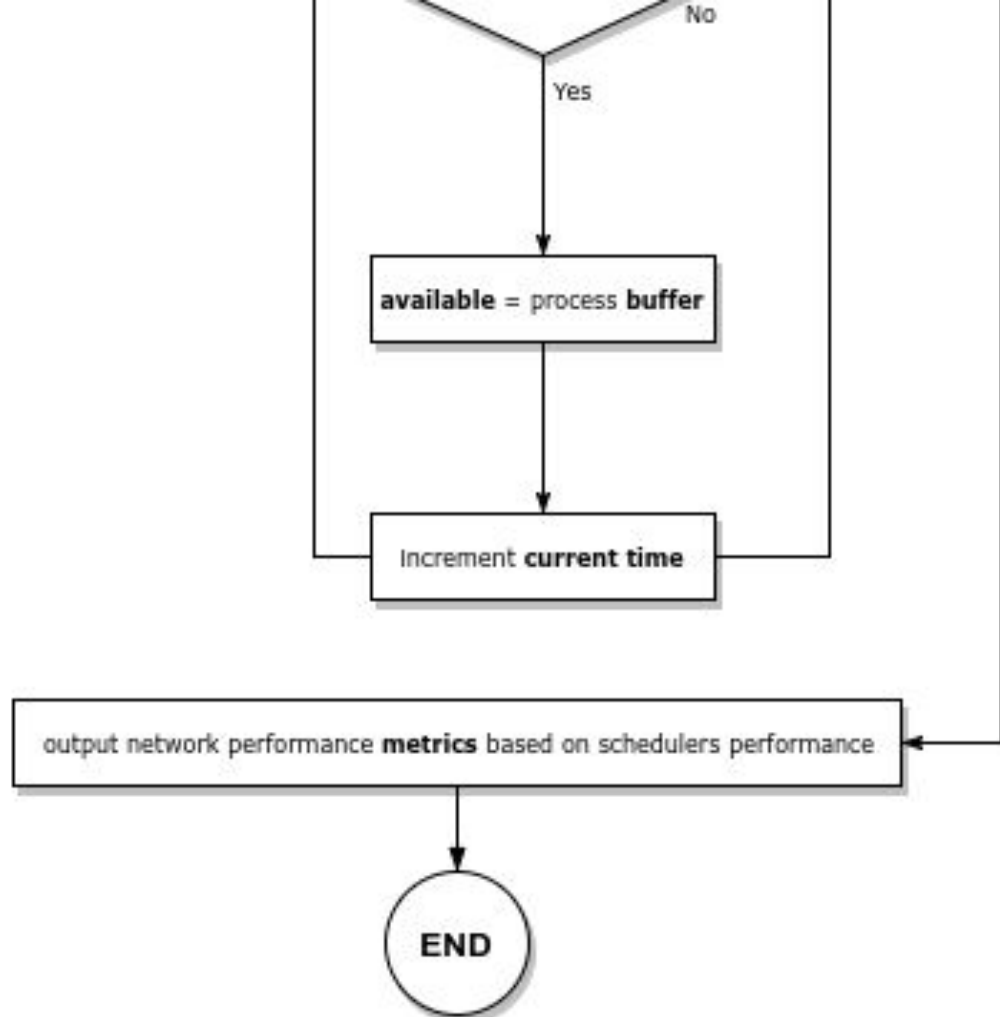 No
Yes
available = process buffer
Increment current time
output network performance metrics based on schedulers performance
END